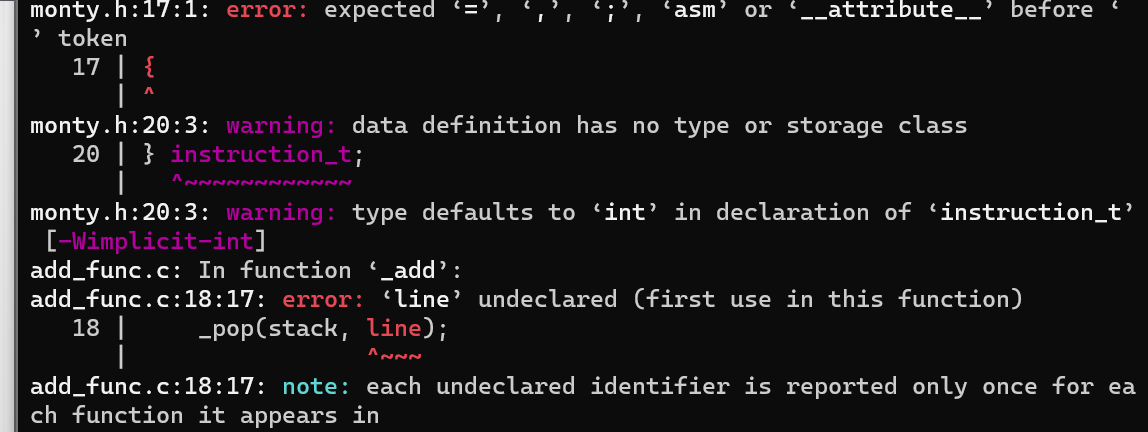 monty.h:17:1: error: expected ‘=’, ‘,’, ‘;’, ‘asm’ or ‘__attribute__’ before ‘
’ token
   17 | {
      | ^
monty.h:20:3: warning: data definition has no type or storage class
   20 | } instruction_t;
      |   ^~~~~~~~~~~~~
monty.h:20:3: warning: type defaults to ‘int’ in declaration of ‘instruction_t’
 [-Wimplicit-int]
add_func.c: In function ‘_add’:
add_func.c:18:17: error: ‘line’ undeclared (first use in this function)
   18 |     _pop(stack, line);
      |                 ^~~~
add_func.c:18:17: note: each undeclared identifier is reported only once for ea
ch function it appears in